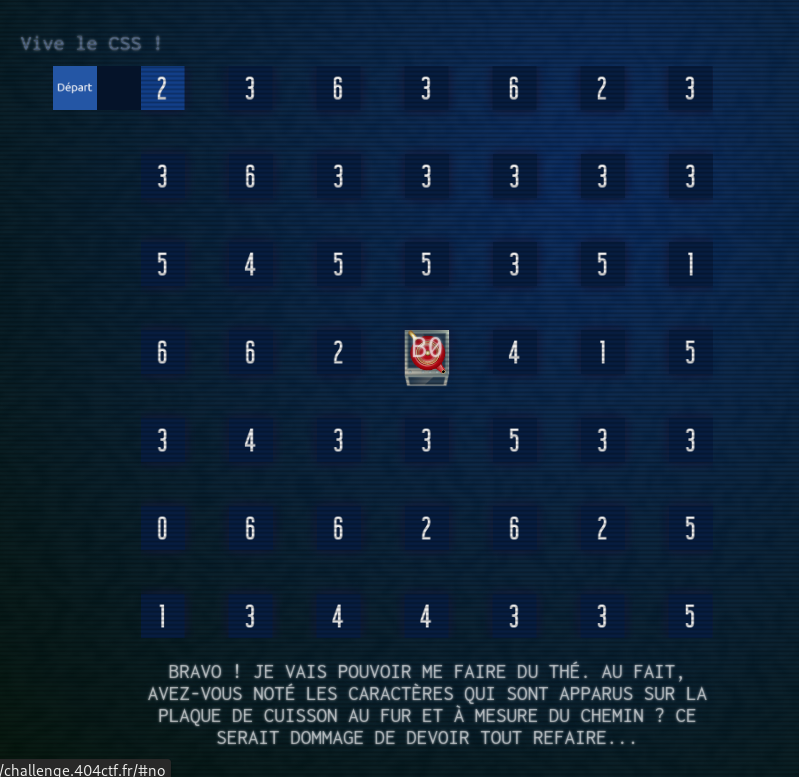 Vive le CSS !
Départ 2 3 6 3 6 2 3
3 6 3 3 3 3 3
5 4 5 5 3 5 1
6 6 2 B0 4 1 5
3 4 3 3 5 3 3
0 6 6 2 6 2 5
1 3 4 4 3 3 5
BRAVO ! JE VAIS POUVOIR ME FAIRE DU THÉ. AU FAIT,
AVEZ-VOUS NOTÉ LES CARACTÈRES QUI SONT APPARUS SUR LA
PLAQUE DE CUISSON AU FUR ET À MESURE DU CHEMIN ? CE
SERAIT DOMMAGE DE DEVOIR TOUT REFAIRE...
/challenge.404ctf.fr/#no